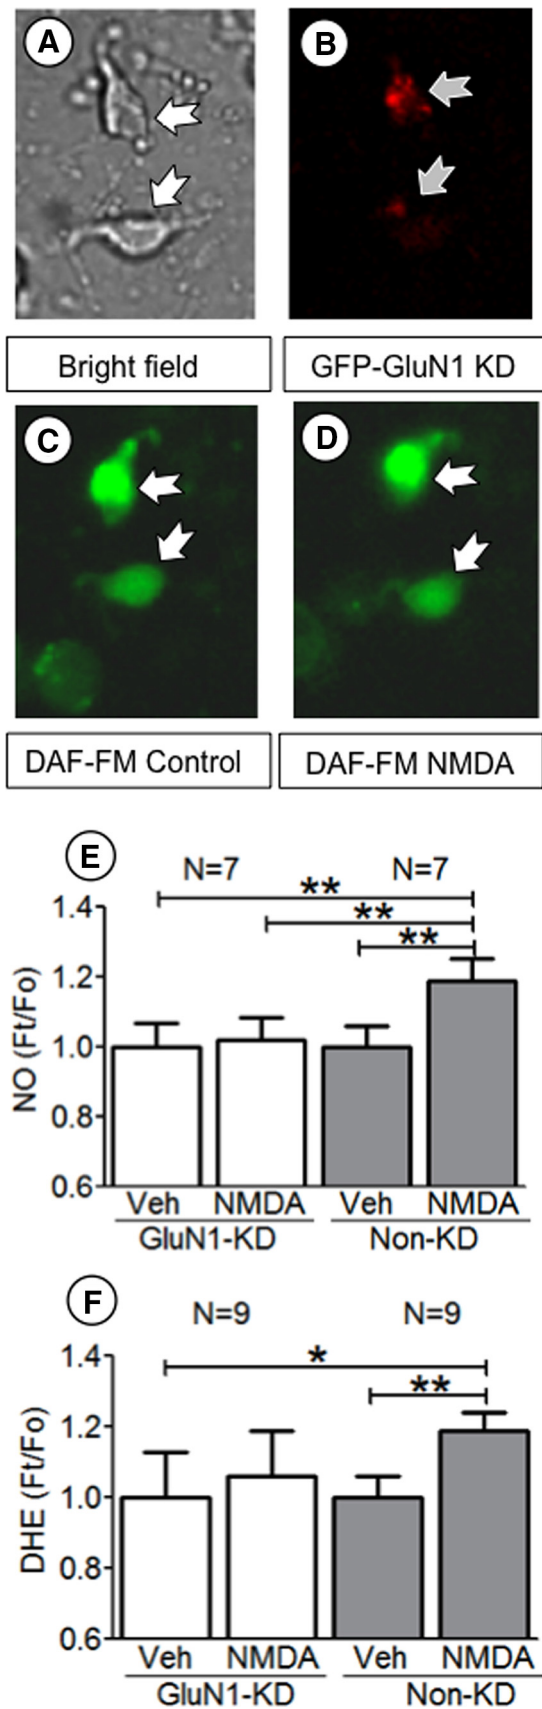 A
B
Bright field
GFP-GluN1 KD
C
D
DAF-FM Control
DAF-FM NMDA
E
N=7 N=7
**
**
**
1.4
1.2
1.0
0.8
0.6
NO (Ft/Fo)
Veh NMDA Veh NMDA
GluN1-KD Non-KD
F
N=9 N=9
*
**
1.4
1.2
1.0
0.8
0.6
DHE (Ft/Fo)
Veh NMDA Veh NMDA
GluN1-KD Non-KD